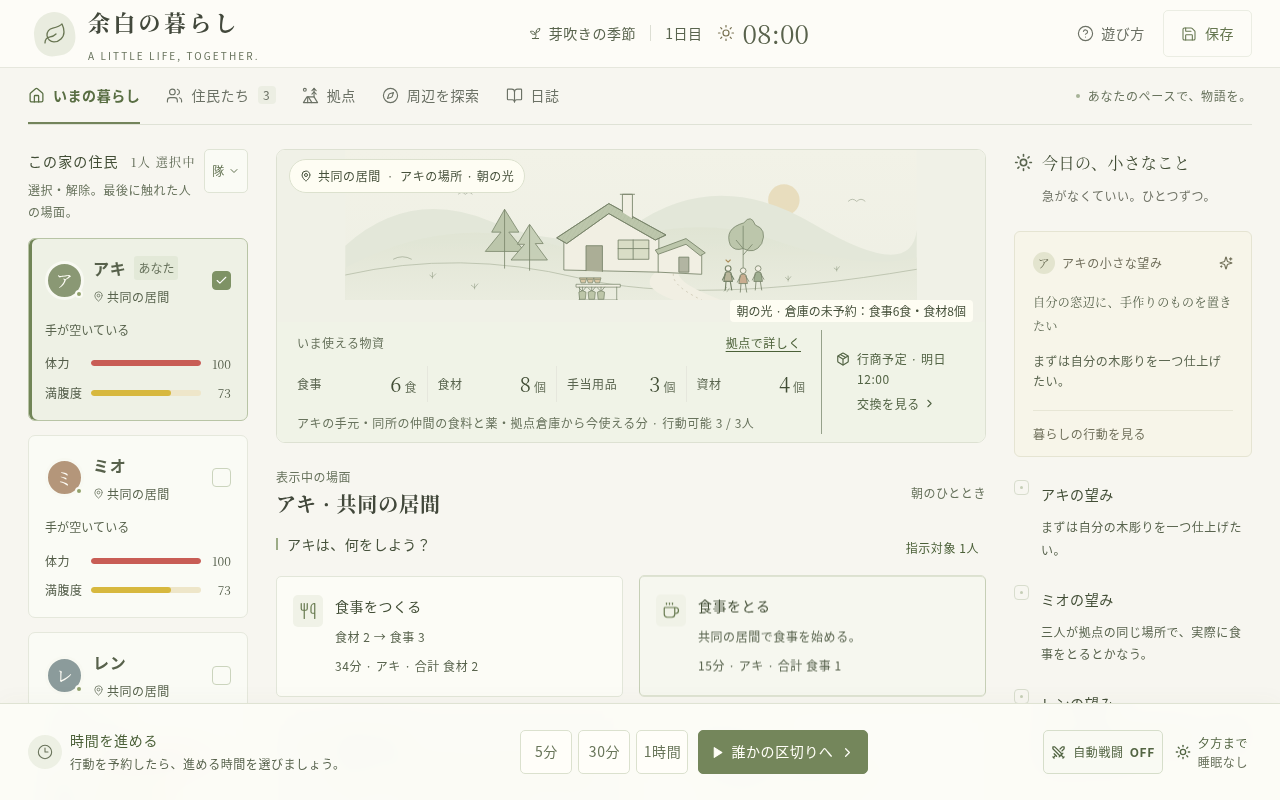 余白の暮らし
A LITTLE LIFE, TOGETHER.
芽吹きの季節
1日目
08:00
遊び方
保存
いまの暮らし
住民たち 3
拠点
周辺を探索
日誌
あなたのペースで、物語を。
この家の住民 1人 選択中
選択・解除。最後に触れた人
の場面。
隊
ア
アキ あなた
共同の居間
手が空いている
体力 100
満腹度 73
ミ
ミオ
共同の居間
手が空いている
体力 100
満腹度 73
レ
レン
共同の居間
共同の居間 · アキの場所・朝の光
朝の光・倉庫の未予約：食事6食・食材8個
いま使える物資
拠点で詳しく
食事 6食
食材 8個
手当用品 3個
資材 4個
アキの手元・同所の仲間の食料と薬・拠点倉庫から今使える分 · 行動可能 3 / 3人
行商予定 · 明日
12:00
交換を見る
表示中の場面
アキ · 共同の居間
朝のひととき
アキは、何をしよう？
指示対象 1人
食事をつくる
食材 2 → 食事 3
34分 · アキ · 合計 食材 2
食事をとる
共同の居間で食事を始める。
15分 · アキ · 合計 食事 1
今日の、小さなこと
急がなくていい。ひとつずつ。
ア
アキの小さな望み
自分の窓辺に、手作りのものを置き
たい
まずは自分の木彫りを一つ仕上げ
たい。
暮らしの行動を見る
アキの望み
まずは自分の木彫りを一つ仕上げた
い。
ミオの望み
三人が拠点の同じ場所で、実際に食
事をとるとかなう。
レンの望み
時間を進める
行動を予約したら、進める時間を選びましょう。
5分
30分
1時間
誰かの区切りへ
自動戦闘 OFF
夕方まで
睡眠なし